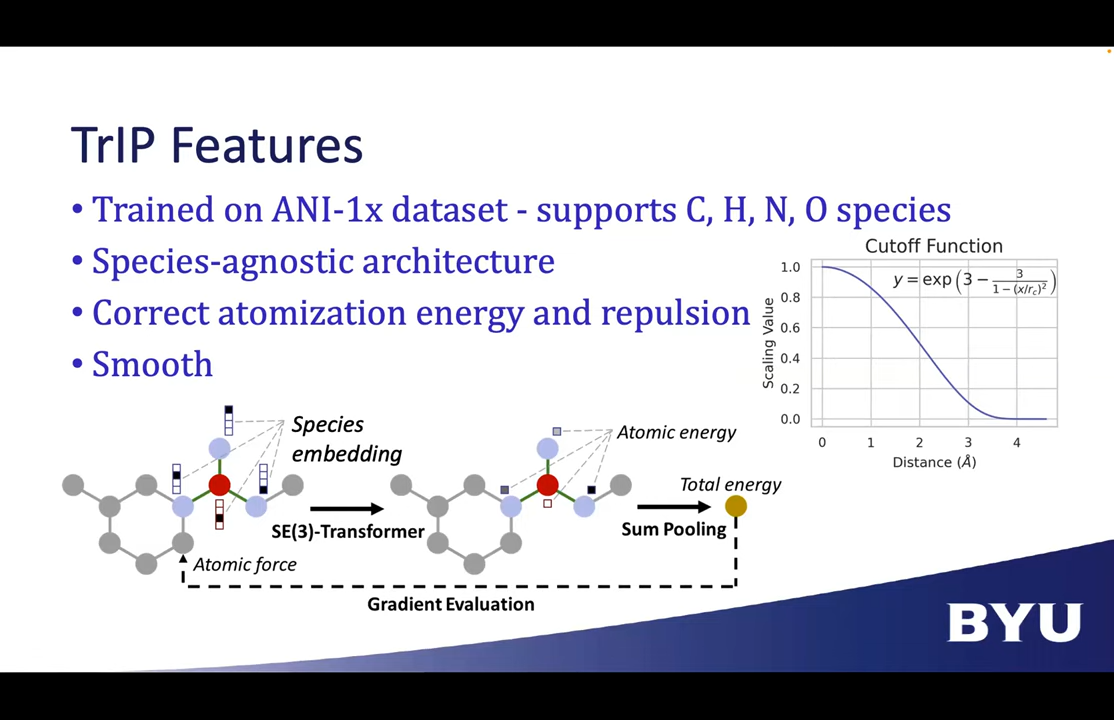 TrIP Features
• Trained on ANI-1x dataset - supports C, H, N, O species
• Species-agnostic architecture
• Correct atomization energy and repulsion
• Smooth
Cutoff Function
y = exp(3 − 3/(1 − (x/r_c)²))
Scaling Value
1.0
0.8
0.6
0.4
0.2
0.0
0 1 2 3 4
Distance (Å)
Species
embedding
SE(3)-Transformer
Atomic force
Atomic energy
Total energy
Sum Pooling
Gradient Evaluation
BYU